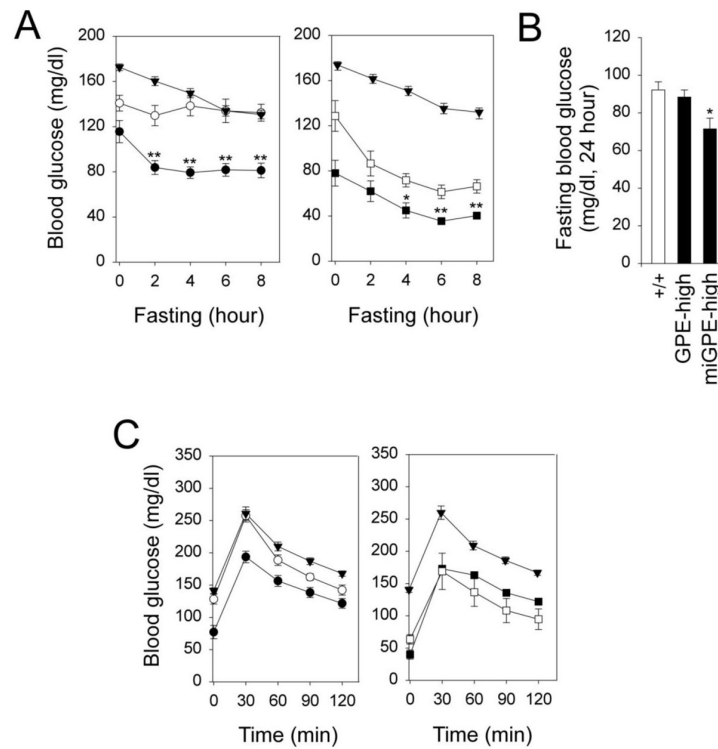 A
Blood glucose (mg/dl)
200
160
120
80
40
0
**
**
**
**
0 2 4 6 8
Fasting (hour)
200
160
120
80
40
0
*
**
**
0 2 4 6 8
Fasting (hour)
B
Fasting blood glucose
(mg/dl, 24 hour)
120
100
80
60
40
20
0
*
+/+
GPE-high
miGPE-high
C
Blood glucose (mg/dl)
350
300
250
200
150
100
50
0
0 30 60 90 120
Time (min)
350
300
250
200
150
100
50
0
0 30 60 90 120
Time (min)